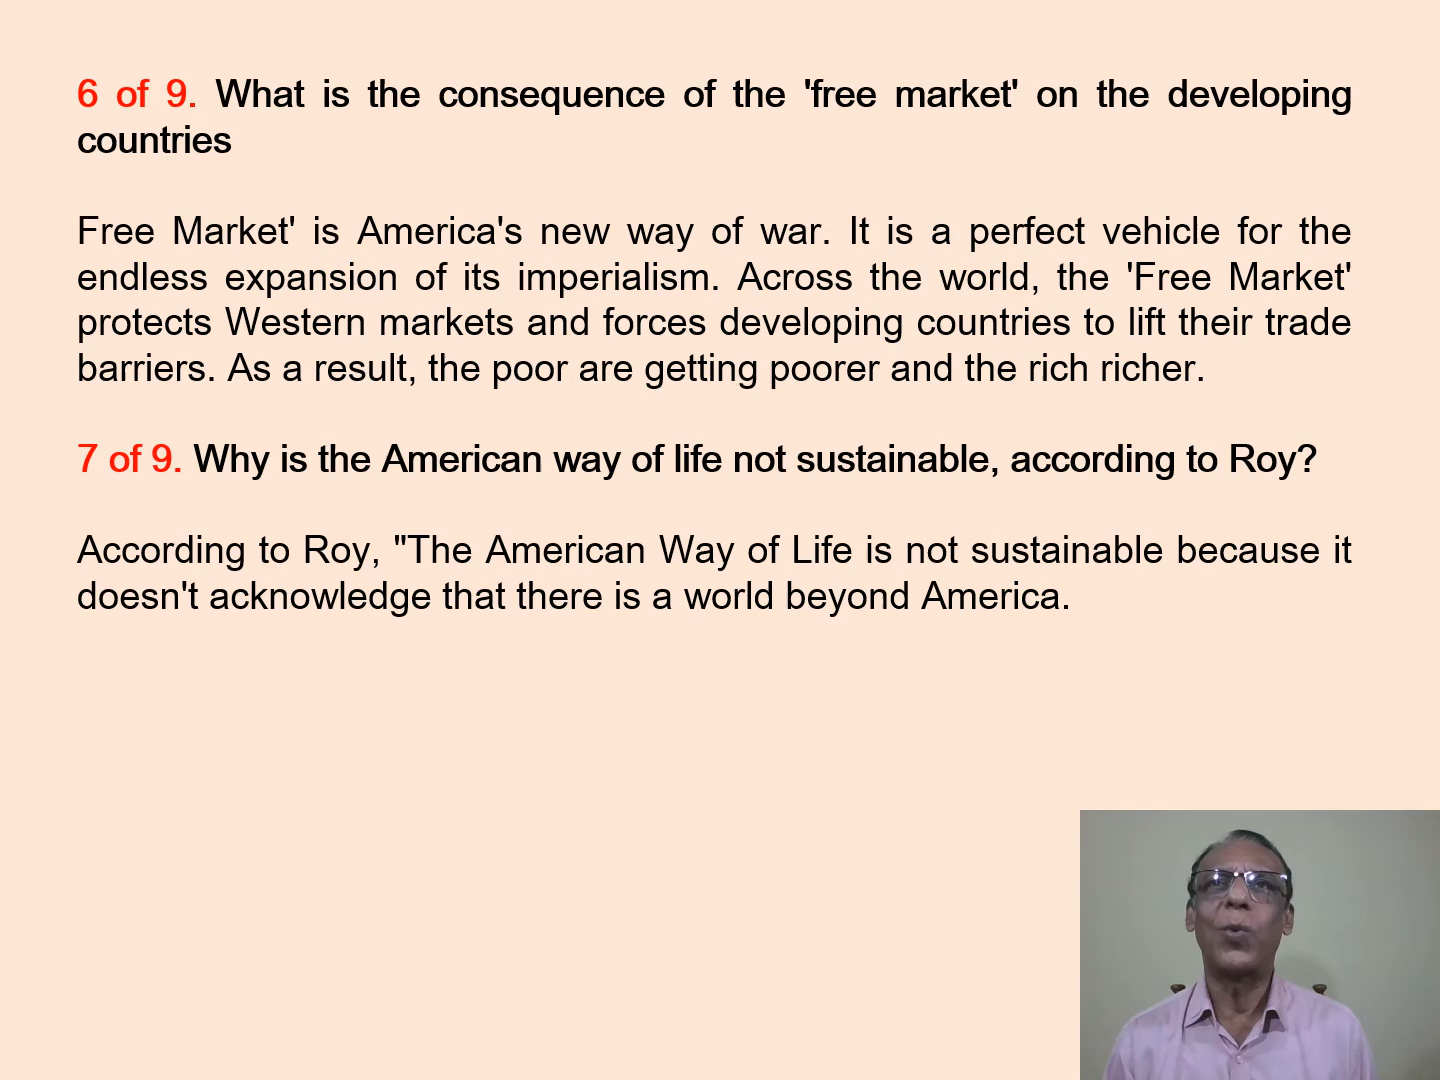 6 of 9. What is the consequence of the 'free market' on the developing
countries
Free Market' is America's new way of war. It is a perfect vehicle for the
endless expansion of its imperialism. Across the world, the 'Free Market'
protects Western markets and forces developing countries to lift their trade
barriers. As a result, the poor are getting poorer and the rich richer.
7 of 9. Why is the American way of life not sustainable, according to Roy?
According to Roy, "The American Way of Life is not sustainable because it
doesn't acknowledge that there is a world beyond America.